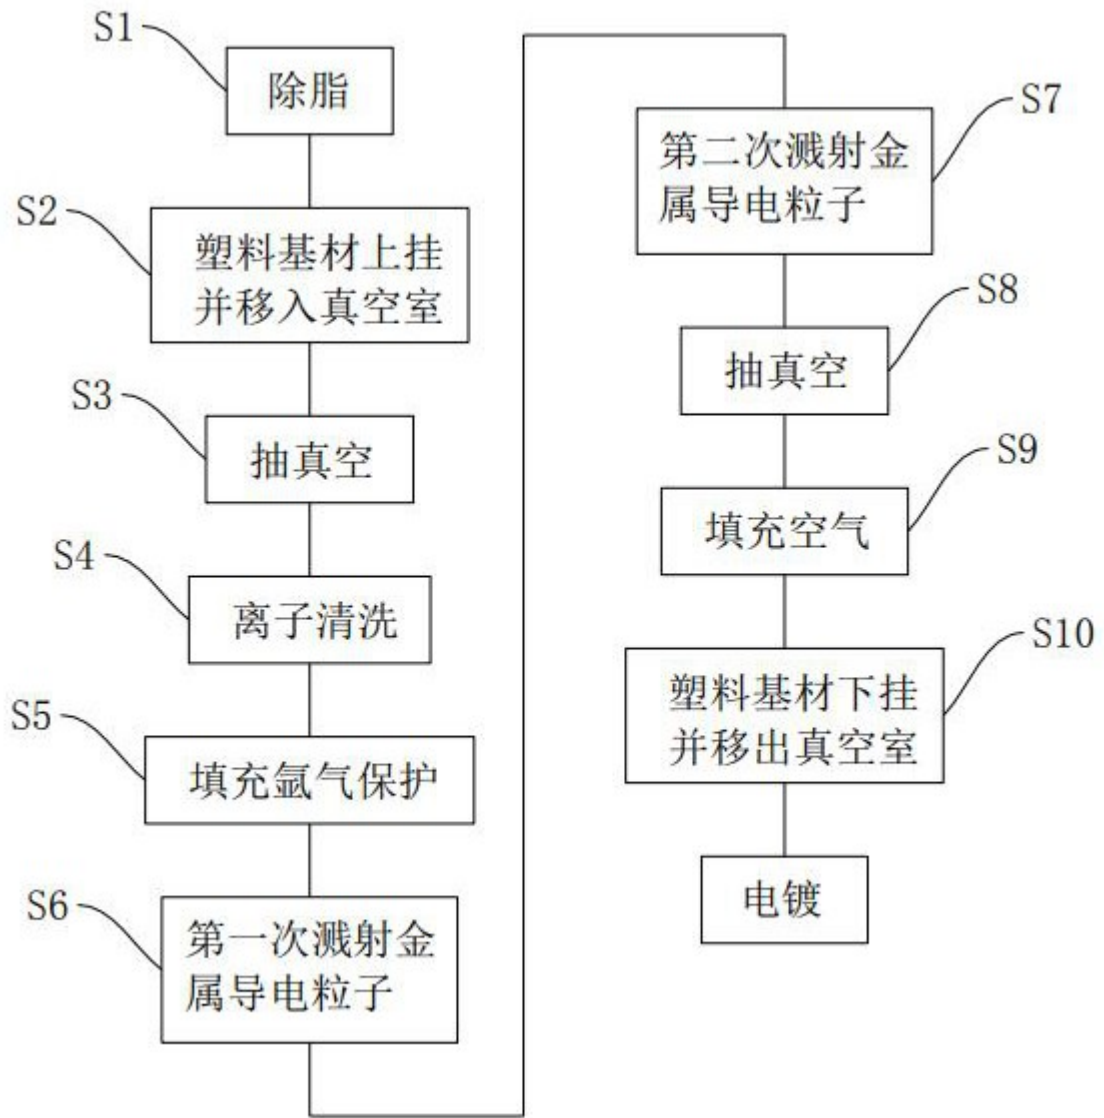 S1
除脂
S2
塑料基材上挂
并移入真空室
S3
抽真空
S4
离子清洗
S5
填充氩气保护
S6
第一次溅射金
属导电粒子
S7
第二次溅射金
属导电粒子
S8
抽真空
S9
填充空气
S10
塑料基材下挂
并移出真空室
电镀